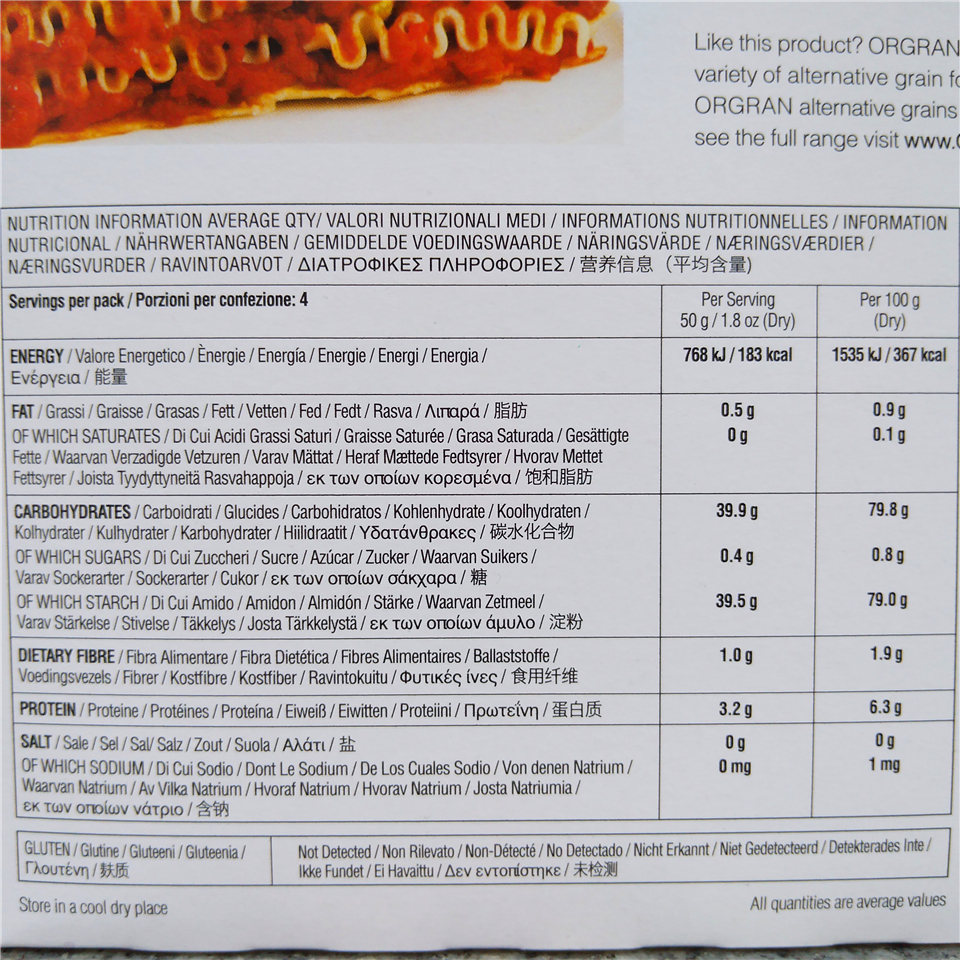 Like this product? ORGRAN
variety of alternative grain
ORGRAN alternative grains
see the full range visit www.
NUTRITION INFORMATION AVERAGE QTY/ VALORI NUTRIZIONALI MEDI / INFORMATIONS NUTRITIONNELLES / INFORMATION
NUTRICIONAL / NÄHRWERTANGABEN / GEMIDDELDE VOEDINGSWAARDE / NÄRINGSVÄRDE / NÆRINGSVÆRDIER /
NÆRINGSVURDER / RAVINTOARVOT / ΔΙΑΤΡΟΦΙΚΕΣ ΠΛΗΡΟΦΟΡΙΕΣ / 营养信息（平均含量)
Servings per pack / Porzioni per confezione: 4
Per Serving
50 g / 1.8 oz (Dry)
Per 100 g
(Dry)
ENERGY / Valore Energetico / Ènergie / Energía / Energie / Energi / Energia /
Ενέργεια / 能量
768 kJ / 183 kcal
1535 kJ / 367 kcal
FAT / Grassi / Graisse / Grasas / Fett / Vetten / Fed / Fedt / Rasva / Λιπαρά / 脂肪
0.5 g
0.9 g
OF WHICH SATURATES / Di Cui Acidi Grassi Saturi / Graisse Saturée / Grasa Saturada / Gesättigte
Fette / Waarvan Verzadigde Vetzuren / Varav Mättat / Heraf Mættede Fedtsyrer / Hvorav Mettet
Fettsyrer / Joista Tyydyttyneitä Rasvahappoja / εκ των οποίων κορεσμένα / 饱和脂肪
0 g
0.1 g
CARBOHYDRATES / Carboidrati / Glucides / Carbohidratos / Kohlenhydrate / Koolhydraten /
Kolhydrater / Kulhydrater / Karbohydrater / Hiilidraatit / Υδατάνθρακες / 碳水化合物
39.9 g
79.8 g
OF WHICH SUGARS / Di Cui Zuccheri / Sucre / Azúcar / Zucker / Waarvan Suikers /
Varav Sockerarter / Sockerarter / Cukor / εκ των οποίων σάκχαρα / 糖
0.4 g
0.8 g
OF WHICH STARCH / Di Cui Amido / Amidon / Almidón / Stärke / Waarvan Zetmeel /
Varav Stärkelse / Stivelse / Täkkelys / Josta Tärkkelystä / εκ των οποίων άμυλο / 淀粉
39.5 g
79.0 g
DIETARY FIBRE / Fibra Alimentare / Fibra Dietética / Fibres Alimentaires / Ballaststoffe /
Voedingsvezels / Fibrer / Kostfibre / Kostfiber / Ravintokuitu / Φυτικές ίνες / 食用纤维
1.0 g
1.9 g
PROTEIN / Proteine / Protéines / Proteína / Eiweiß / Eiwitten / Proteiini / Πρωτεΐνη / 蛋白质
3.2 g
6.3 g
SALT / Sale / Sel / Sal/ Salz / Zout / Suola / Αλάτι / 盐
0 g
0 g
OF WHICH SODIUM / Di Cui Sodio / Dont Le Sodium / De Los Cuales Sodio / Von denen Natrium /
Waarvan Natrium / Av Vilka Natrium / Hvoraf Natrium / Hvorav Natrium / Josta Natriumia /
εκ των οποίων νάτριο / 含钠
0 mg
1 mg
GLUTEN / Glutine / Gluteeni / Gluteenia /
Γλουτένη / 麸质
Not Detected / Non Rilevato / Non-Détecté / No Detectado / Nicht Erkannt / Niet Gedetecteerd / Detekterades Inte /
Ikke Fundet / Ei Havaittu / Δεν εντοπίστηκε / 未检测
Store in a cool dry place
All quantities are average values